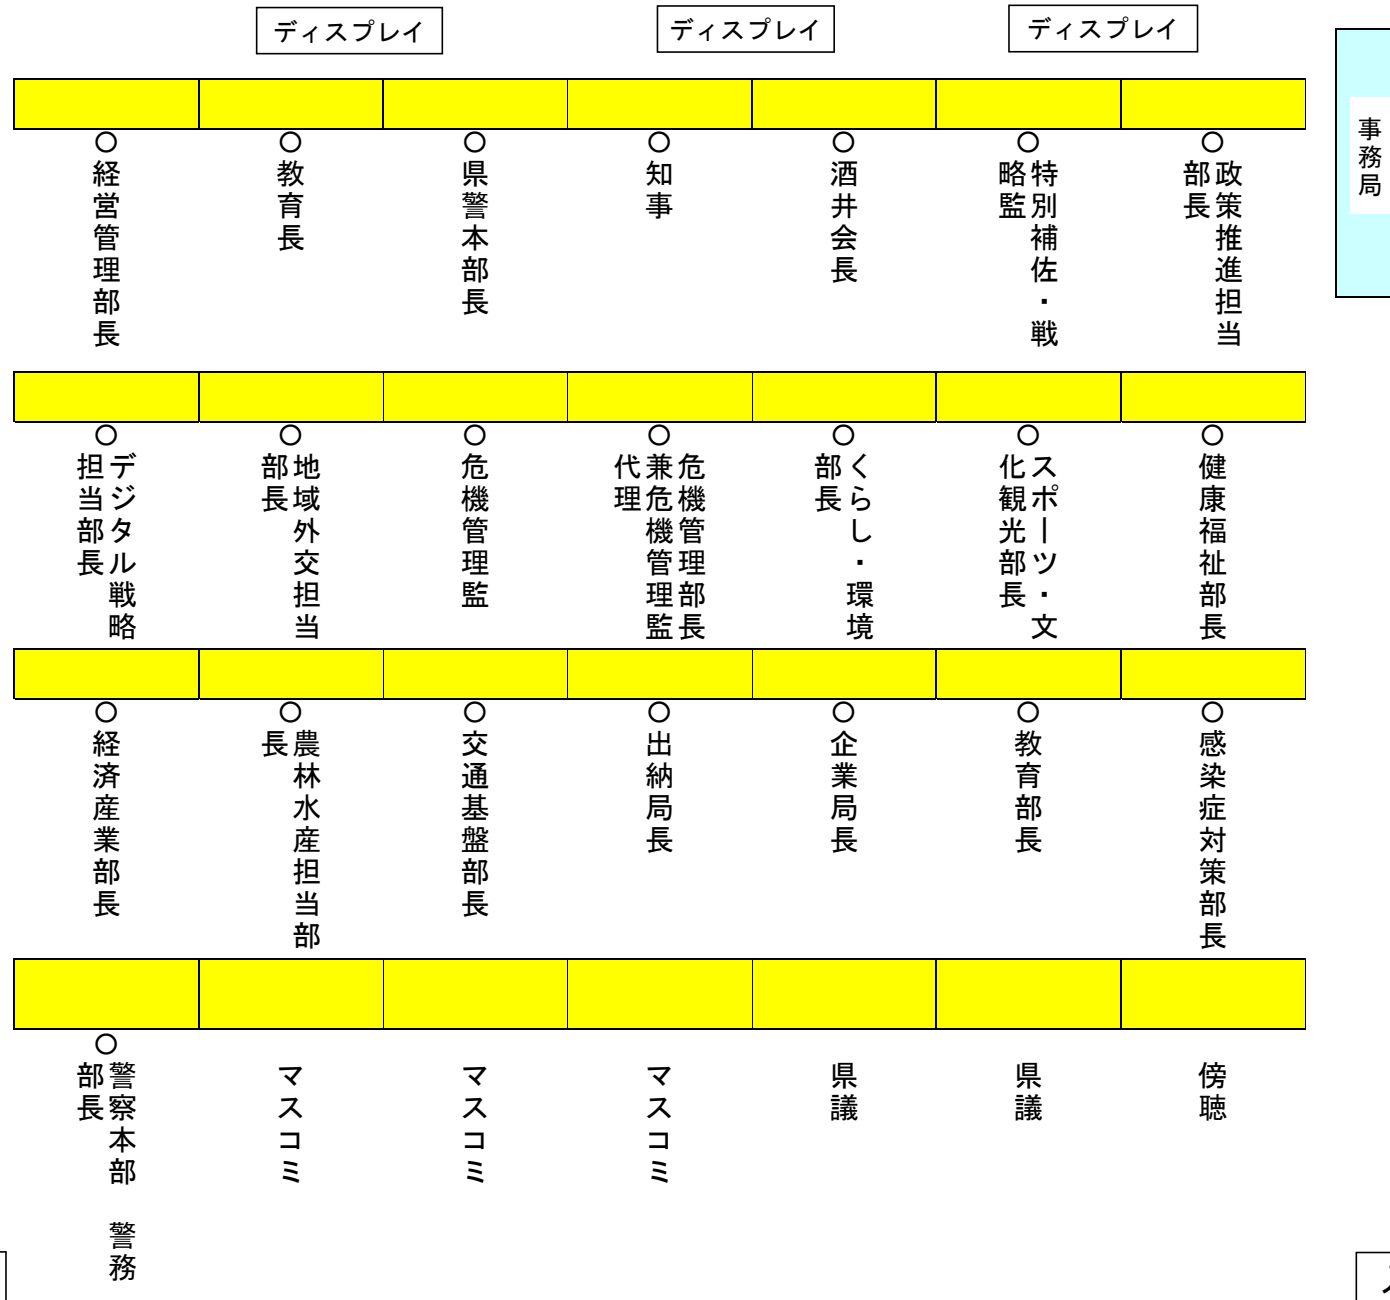 ディスプレイ
ディスプレイ
ディスプレイ
事務局
○政策推進担当
部長
○特別補佐・戦
略監
○酒井会長
○知事
○県警本部長
○教育長
○経営管理部長
○健康福祉部長
○スポーツ・文
化観光部長
○くらし・環境
部長
○危機管理部長
兼危機管理監
代理
○危機管理監
○地域外交担当
部長
○デジタル戦略
担当部長
○感染症対策部長
○教育部長
○企業局長
○出納局長
○交通基盤部長
○農林水産担当部
長
○経済産業部長
傍聴
県議
県議
マスコミ
マスコミ
マスコミ
○警察本部 警務
部長